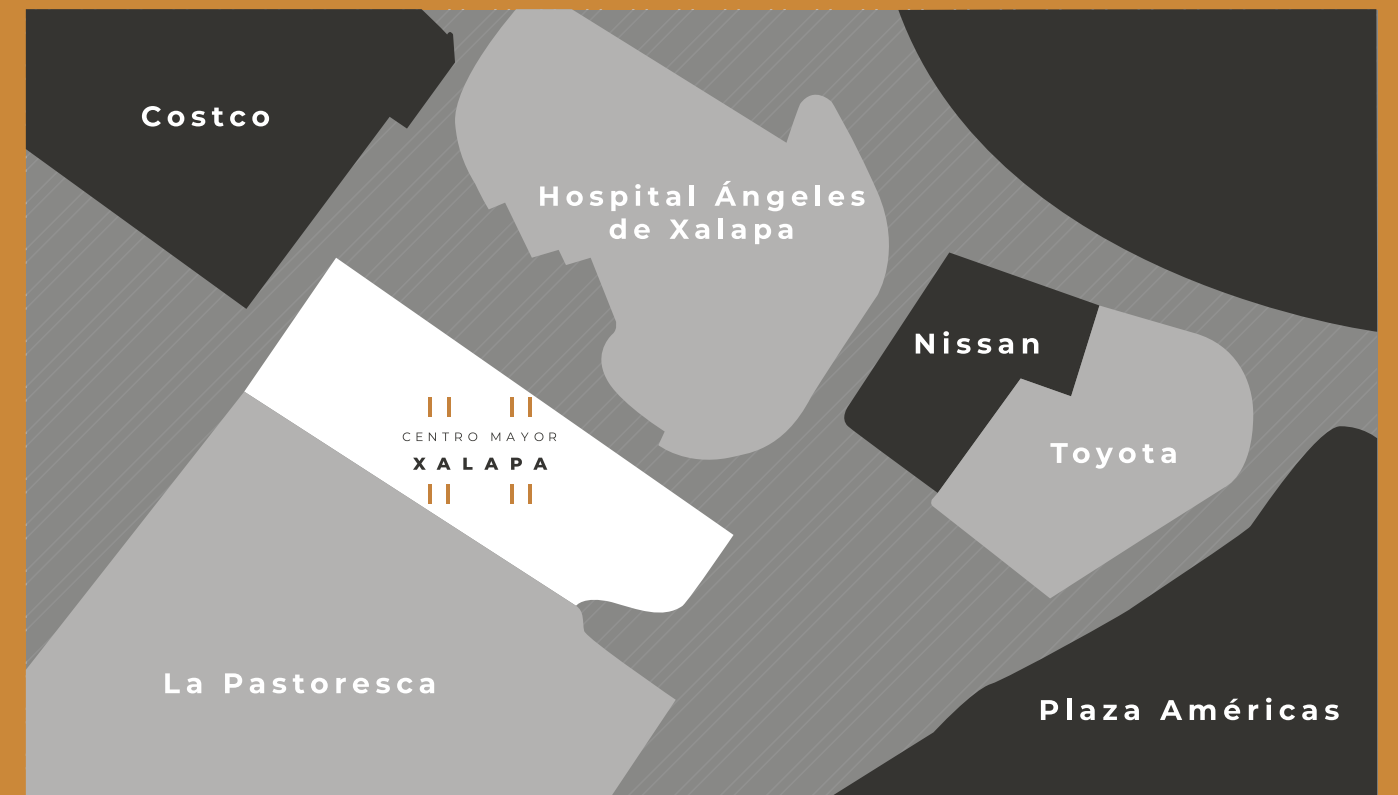 Costco
Hospital Ángeles
de Xalapa
Nissan
CENTRO MAYOR
XALAPA
Toyota
La Pastoresca
Plaza Américas